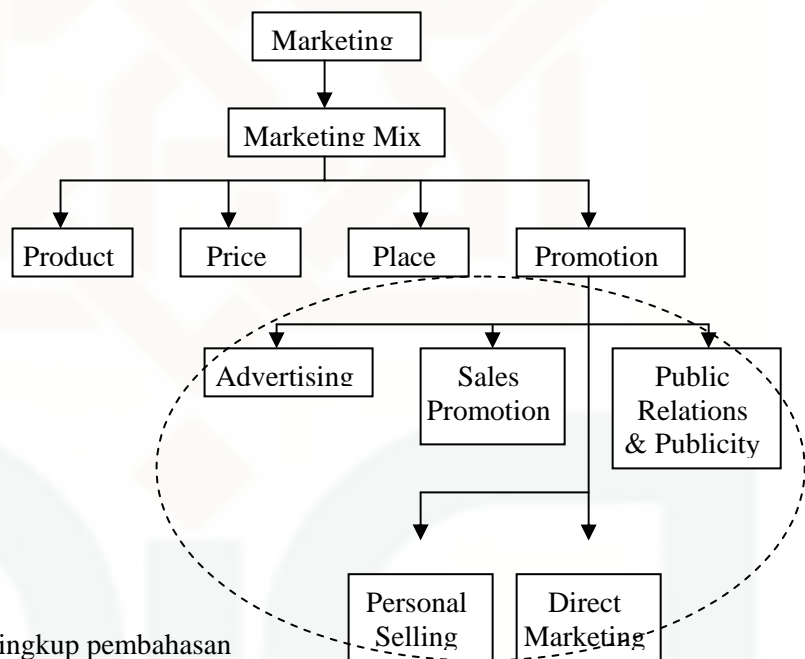 Marketing
Marketing Mix
Product
Price
Place
Promotion
Advertising
Sales
Promotion
Public
Relations
& Publicity
Personal
Selling
Direct
Marketing
ingkup pembahasan